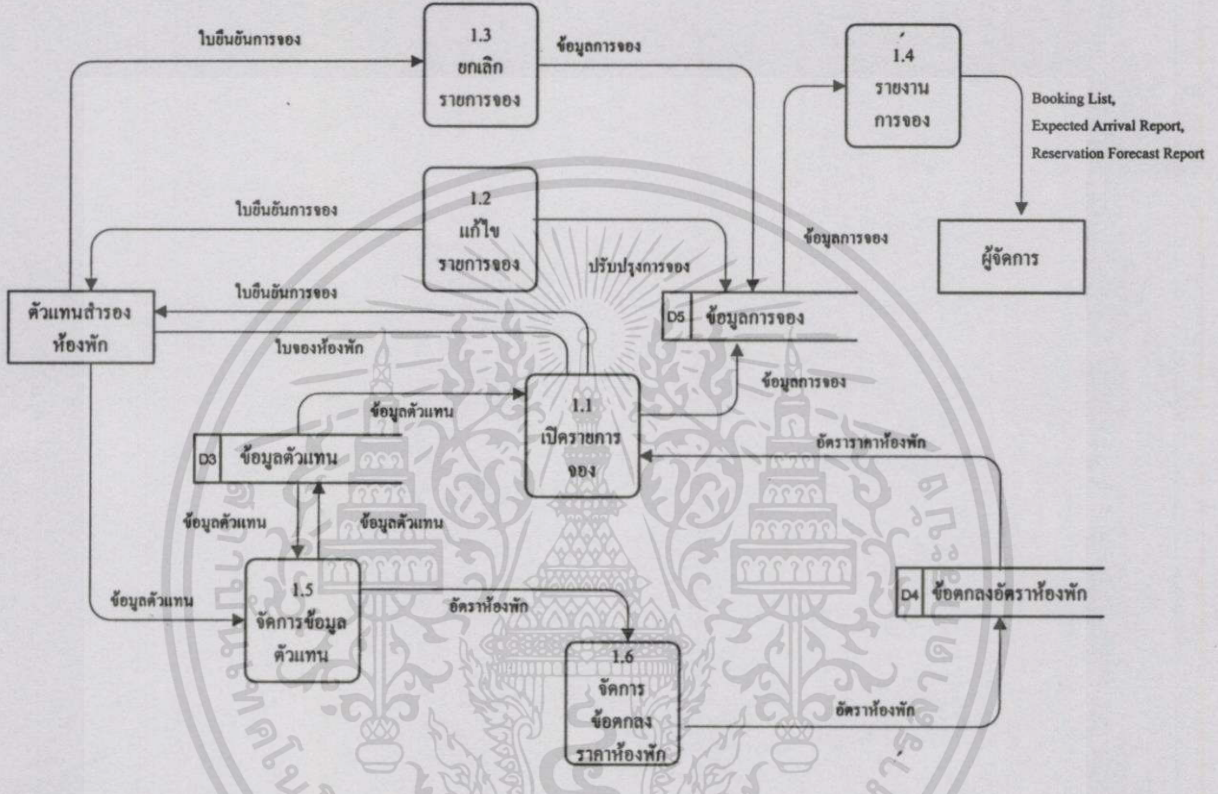 ใบยืนยันการจอง
1.3
ยกเลิก
รายการจอง
ข้อมูลการจอง
1.4
รายงาน
การจอง
Booking List,
Expected Arrival Report,
Reservation Forecast Report
ใบยืนยันการจอง
1.2
แก้ไข
รายการจอง
ปรับปรุงการจอง
ข้อมูลการจอง
ผู้จัดการ
ตัวแทนสำรอง
ห้องพัก
ใบยืนยันการจอง
ใบจองห้องพัก
D5 ข้อมูลการจอง
ข้อมูลตัวแทน
1.1
เปิดรายการ
จอง
ข้อมูลการจอง
D3 ข้อมูลตัวแทน
อัตราราคาห้องพัก
ข้อมูลตัวแทน
ข้อมูลตัวแทน
ข้อมูลตัวแทน
1.5
จัดการข้อมูล
ตัวแทน
อัตราห้องพัก
D4 ข้อตกลงอัตราห้องพัก
1.6
จัดการ
ข้อตกลง
ราคาห้องพัก
อัตราห้องพัก